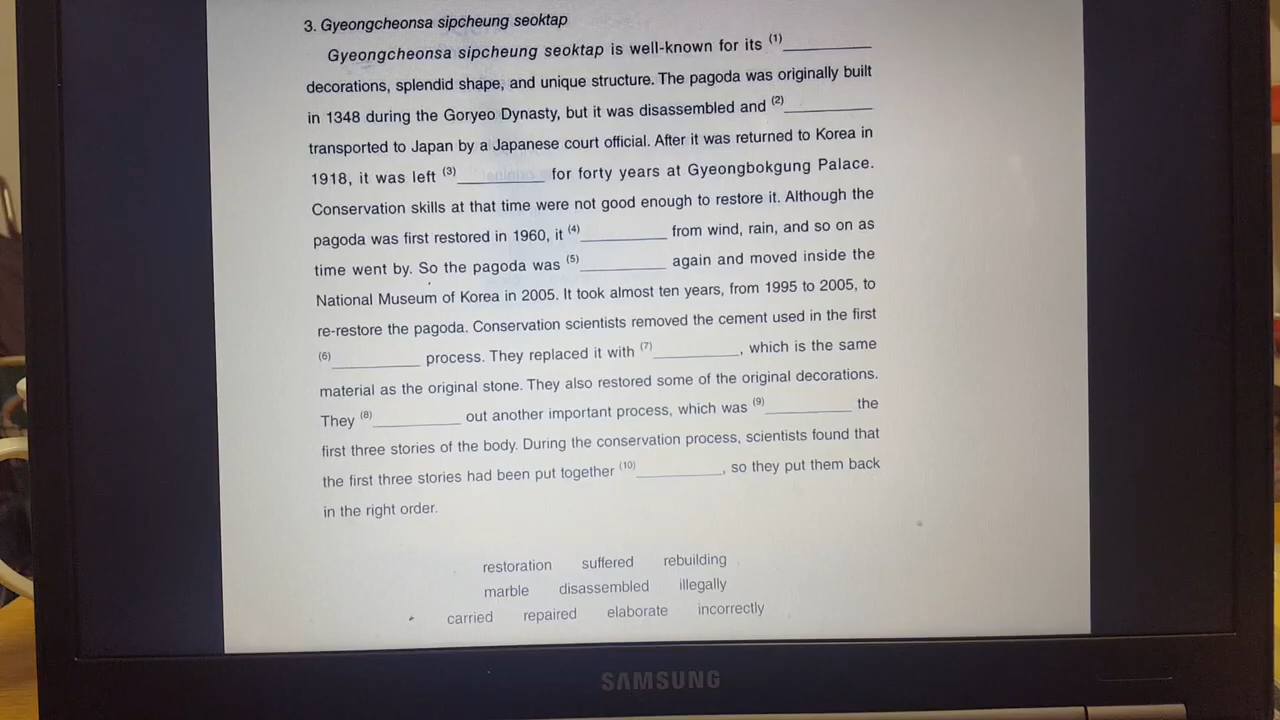 3. Gyeongcheonsa sipcheung seoktap
Gyeongcheonsa sipcheung seoktap is well-known for its (1)__________
decorations, splendid shape, and unique structure. The pagoda was originally built
in 1348 during the Goryeo Dynasty, but it was disassembled and (2)__________
transported to Japan by a Japanese court official. After it was returned to Korea in
1918, it was left (3)__________ for forty years at Gyeongbokgung Palace.
Conservation skills at that time were not good enough to restore it. Although the
pagoda was first restored in 1960, it (4)__________ from wind, rain, and so on as
time went by. So the pagoda was (5)__________ again and moved inside the
National Museum of Korea in 2005. It took almost ten years, from 1995 to 2005, to
re-restore the pagoda. Conservation scientists removed the cement used in the first
(6)__________ process. They replaced it with (7)__________, which is the same
material as the original stone. They also restored some of the original decorations.
They (8)__________ out another important process, which was (9)__________ the
first three stories of the body. During the conservation process, scientists found that
the first three stories had been put together (10)__________, so they put them back
in the right order.
restoration suffered rebuilding
marble disassembled illegally
carried repaired elaborate incorrectly
SAMSUNG